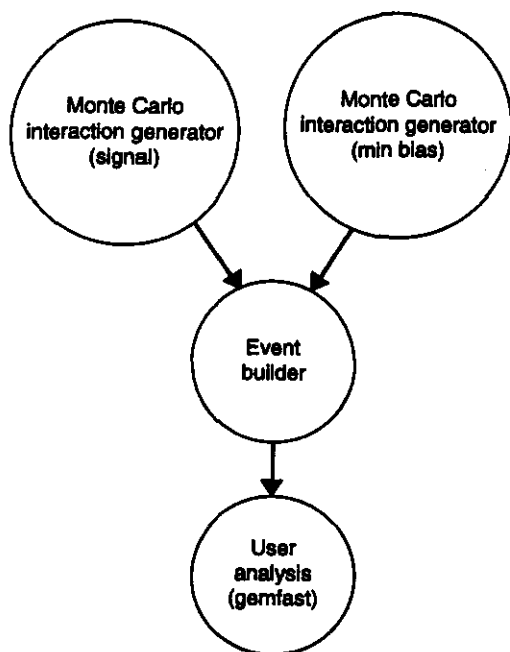 Monte Carlo
interaction generator
(signal)
Monte Carlo
interaction generator
(min bias)
Event
builder
User
analysis
(gemfast)